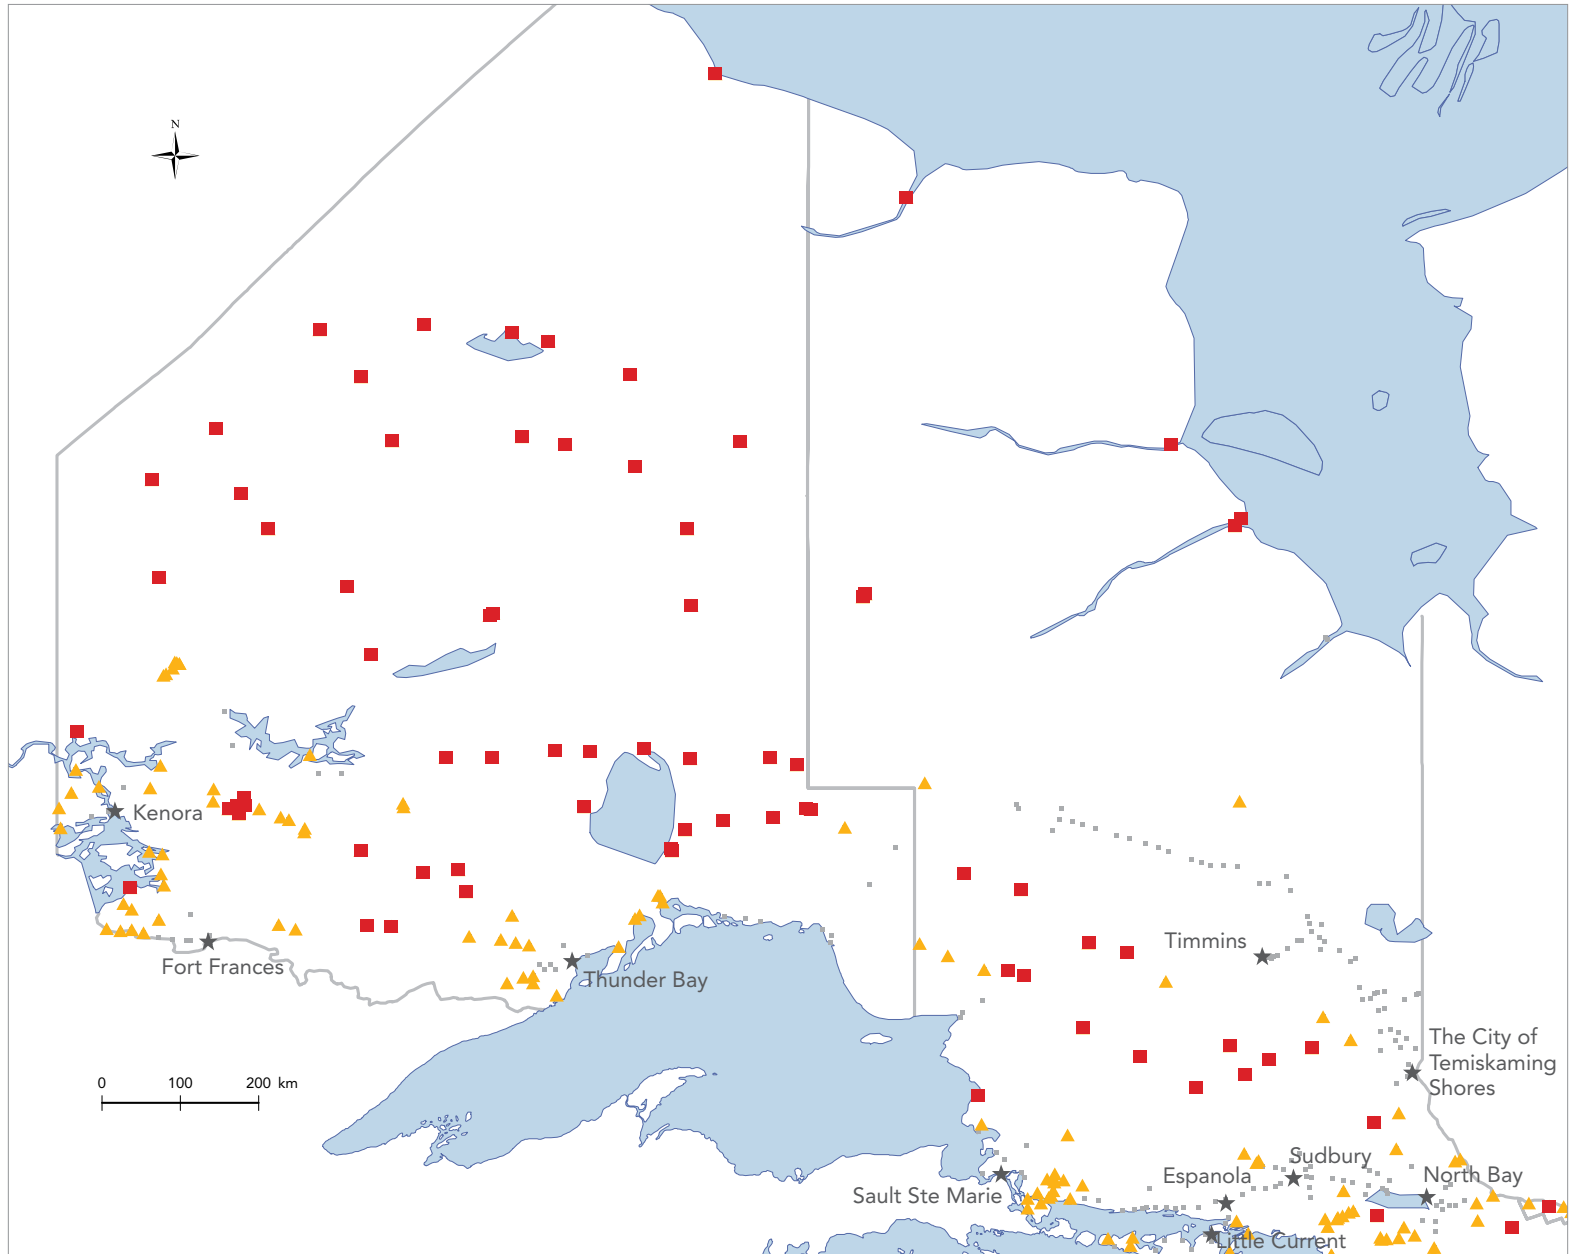 N
Kenora
Timmins
Fort Frances
Thunder Bay
The City of
Temiskaming
Shores
0 100 200 km
Sudbury
Espanola
North Bay
Sault Ste Marie
Little Current